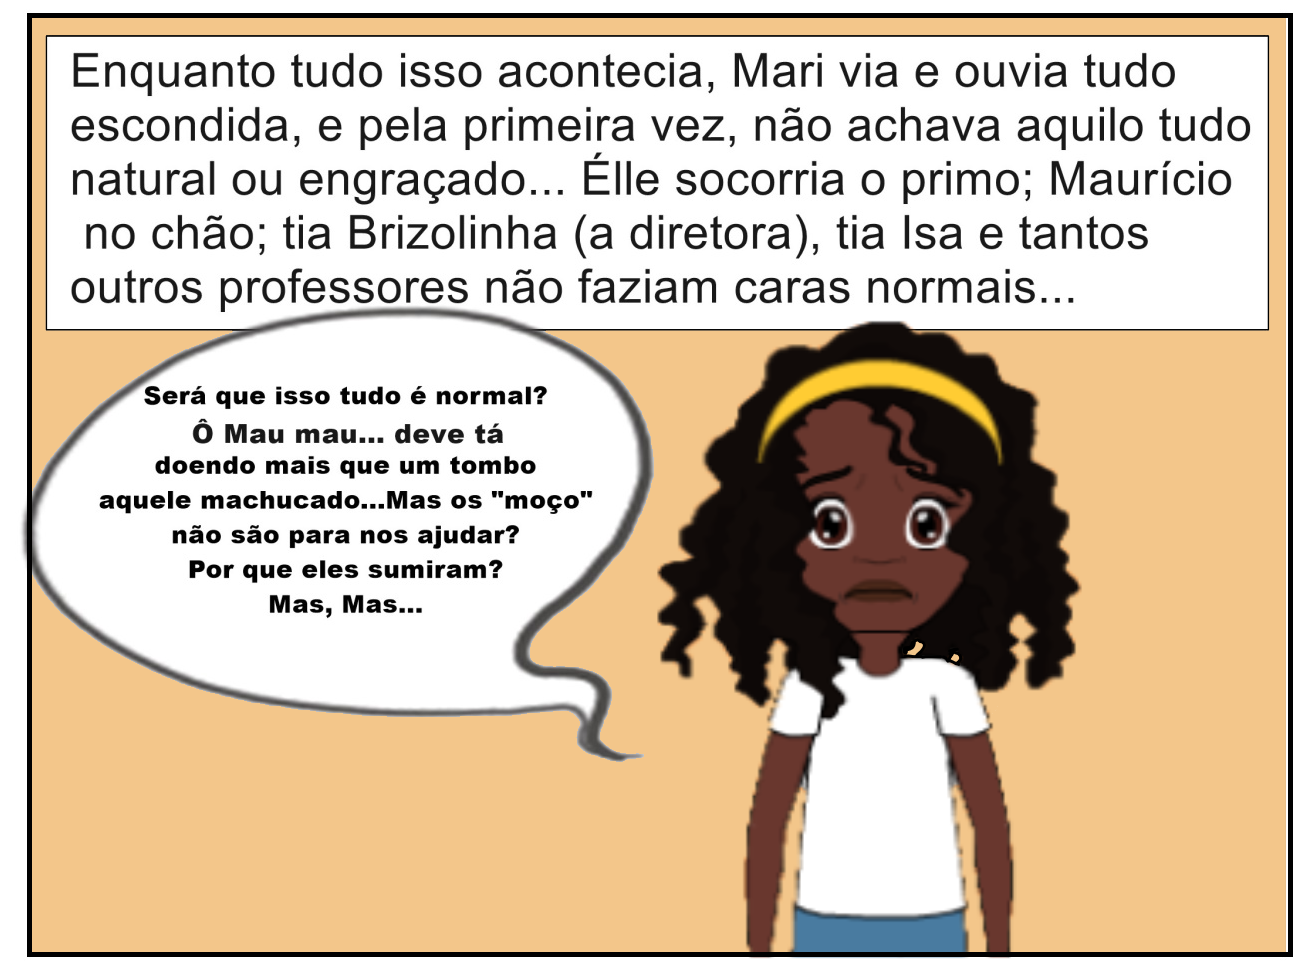 Enquanto tudo isso acontecia, Mari via e ouvia tudo
escondida, e pela primeira vez, não achava aquilo tudo
natural ou engraçado... Élle socorria o primo; Maurício
no chão; tia Brizolinha (a diretora), tia Isa e tantos
outros professores não faziam caras normais...
Será que isso tudo é normal?
Ô Mau mau... deve tá
doendo mais que um tombo
aquele machucado...Mas os "moço"
não são para nos ajudar?
Por que eles sumiram?
Mas, Mas...